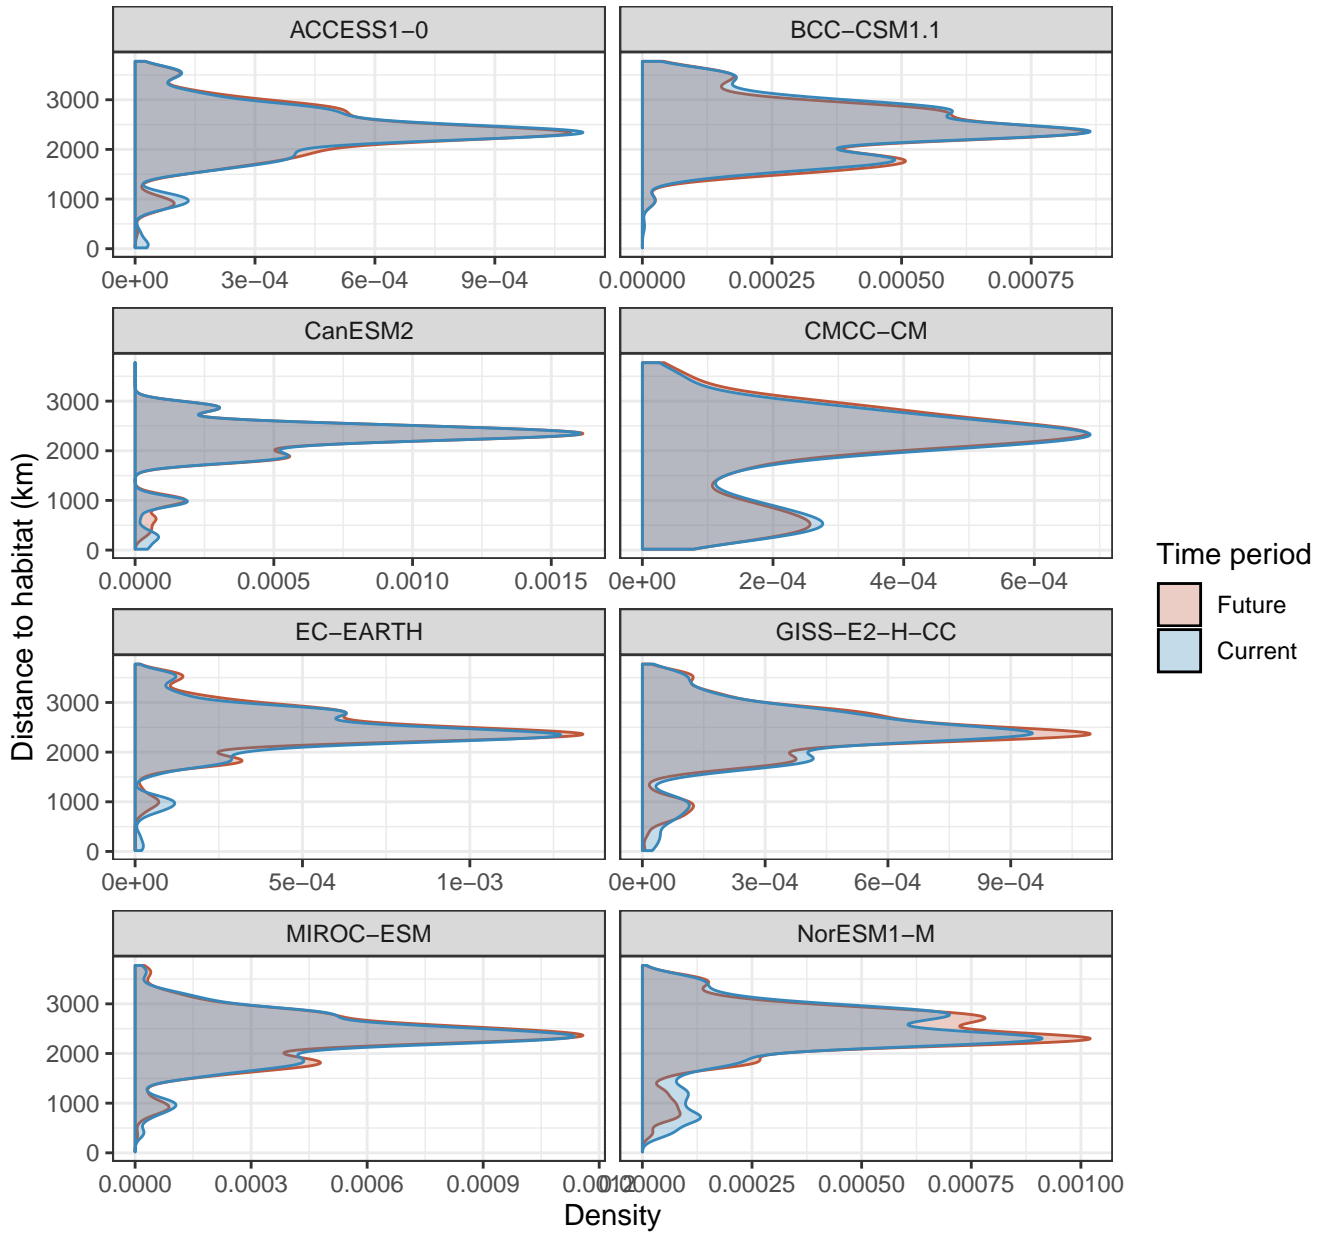 ACCESS1−0
BCC−CSM1.1
3000
2000
1000
0
0e+00 3e−04 6e−04 9e−04
0.00000 0.00025 0.00050 0.00075
CanESM2
CMCC−CM
3000
2000
1000
0
0.0000 0.0005 0.0010 0.0015
0e+00 2e−04 4e−04 6e−04
EC−EARTH
GISS−E2−H−CC
3000
2000
1000
0
0e+00 5e−04 1e−03
0e+00 3e−04 6e−04 9e−04
MIROC−ESM
NorESM1−M
3000
2000
1000
0
0.0000 0.0003 0.0006 0.0009 0.0012
0.00000 0.00025 0.00050 0.00075 0.00100
Density
Distance to habitat (km)
Time period
Future
Current